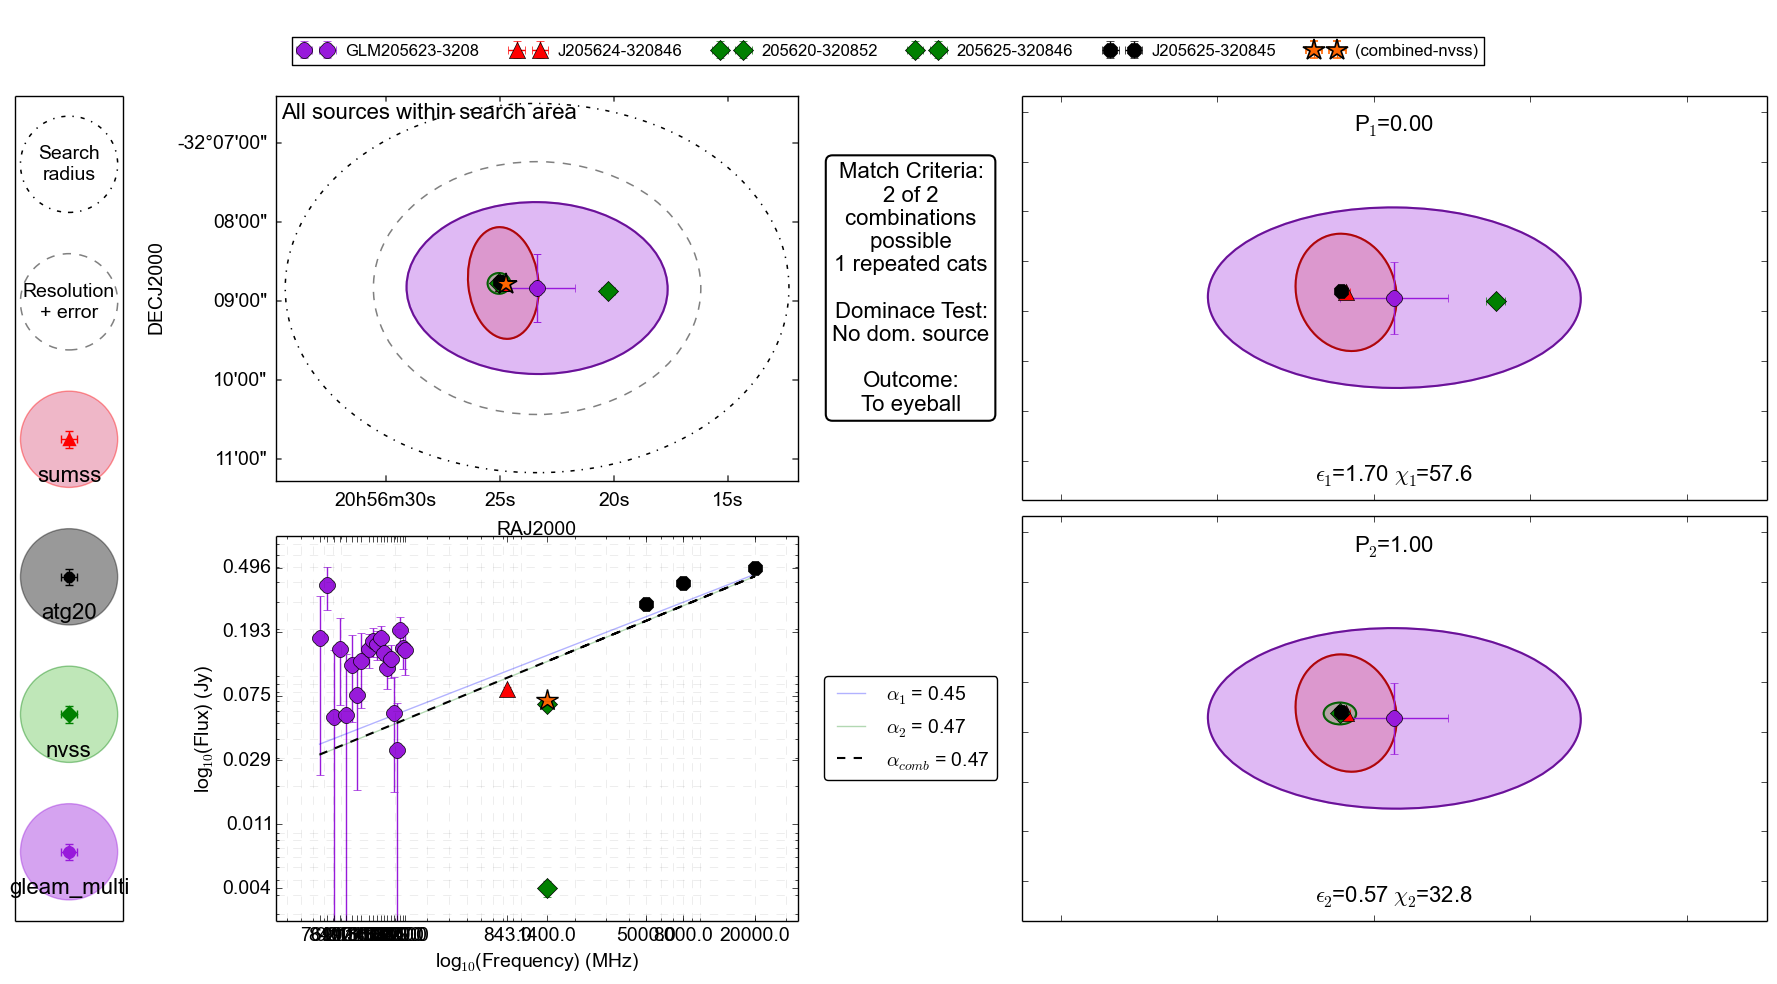 GLM205623-3208 J205624-320846 205620-320852 205625-320846 J205625-320845 (combined-nvss)
Search
radius
Resolution
+ error
sumss
atg20
nvss
gleam_multi
All sources within search area
DECJ2000
-32°07'00"
08'00"
09'00"
10'00"
11'00"
20h56m30s 25s 20s 15s
RAJ2000
Match Criteria:
2 of 2
combinations
possible
1 repeated cats
Dominace Test:
No dom. source
Outcome:
To eyeball
P1=0.00
ϵ1=1.70 χ1=57.6
log10(Flux) (Jy)
0.496
0.193
0.075
0.029
0.011
0.004
843.0 1400.0 5000.0 8000.0 20000.0
log10(Frequency) (MHz)
α1 = 0.45
α2 = 0.47
αcomb = 0.47
P2=1.00
ϵ2=0.57 χ2=32.8